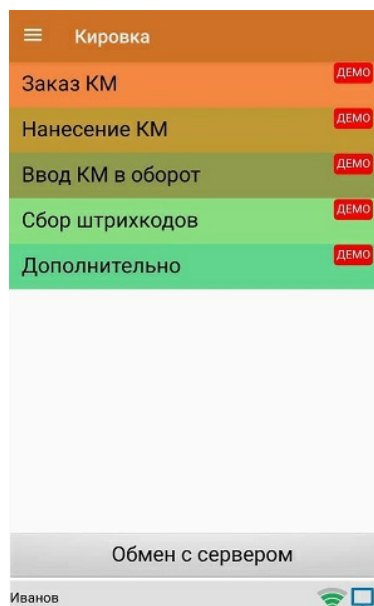 Кировка
Заказ КМ
ДЕМО
Нанесение КМ
ДЕМО
Ввод КМ в оборот
ДЕМО
Сбор штрихкодов
ДЕМО
Дополнительно
ДЕМО
Обмен с сервером
Иванов